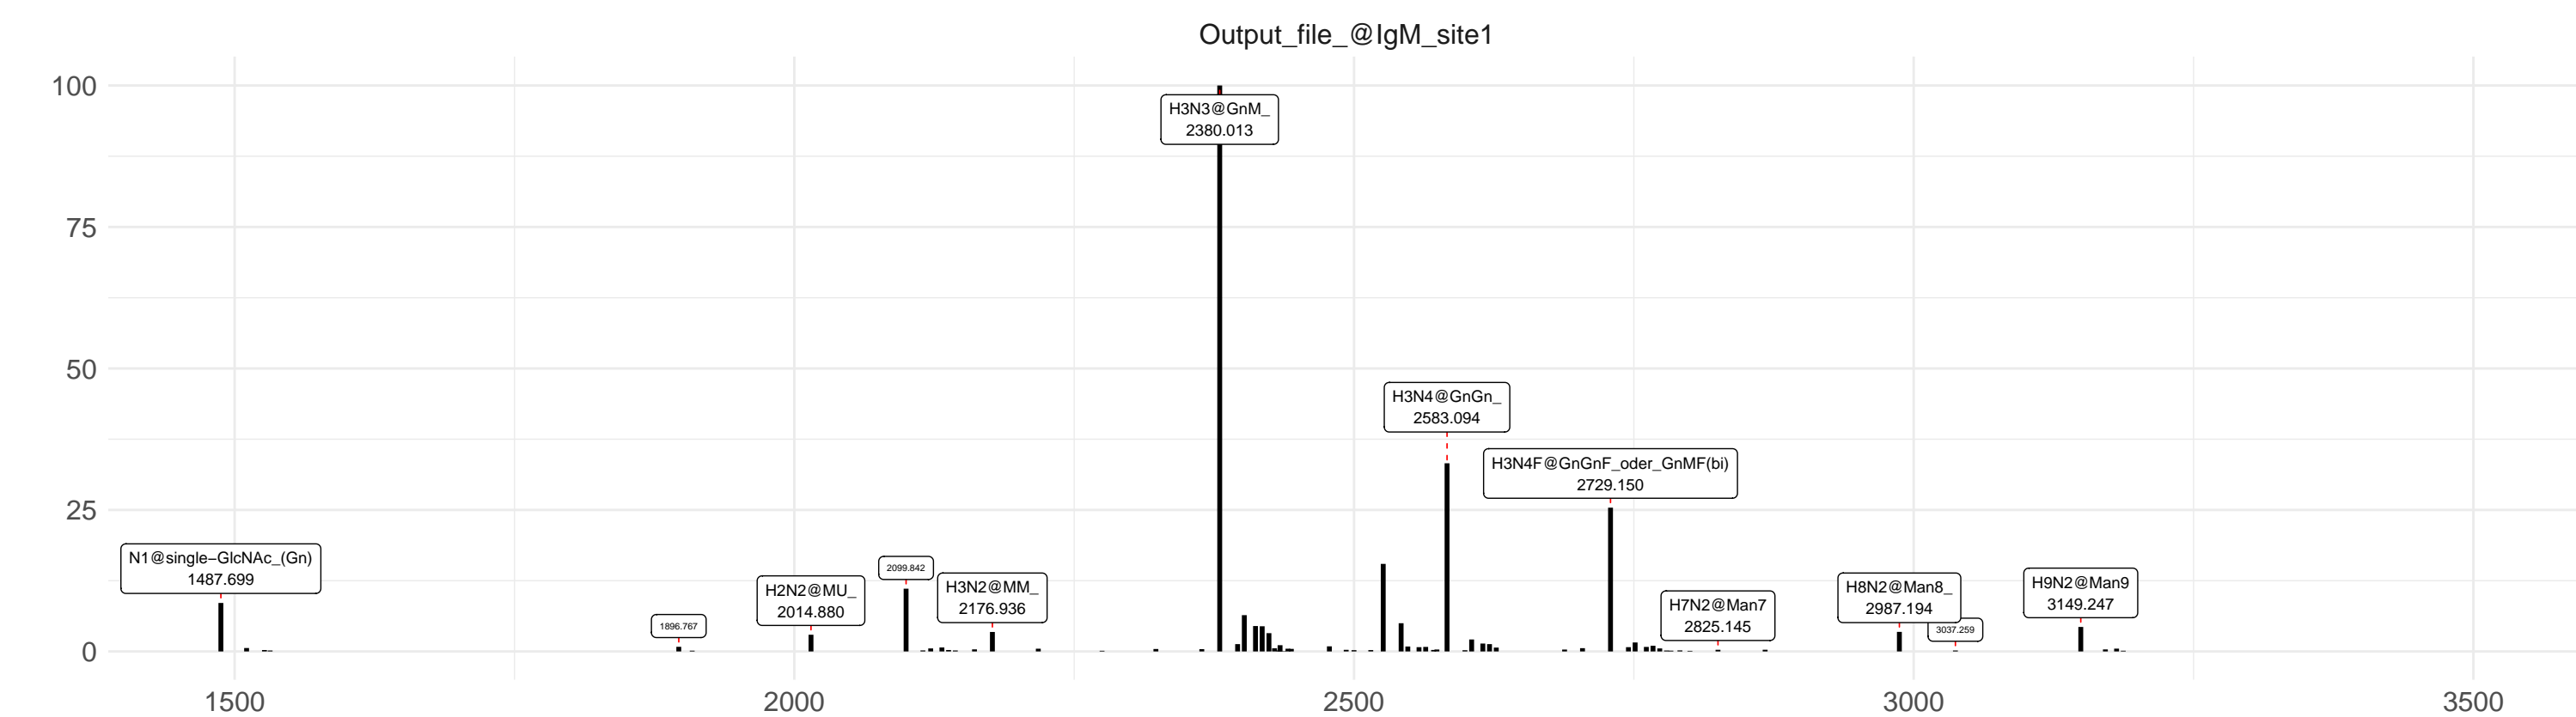 Output_file_@IgM_site1
100
H3N3@GnM_
2380.013
75
50
H3N4@GnGn_
2583.094
H3N4F@GnGnF_oder_GnMF(bi)
2729.150
25
N1@single−GlcNAc_(Gn)
1487.699
1896.767
H2N2@MU_
2014.880
2099.842
H3N2@MM_
2176.936
H7N2@Man7
2825.145
H8N2@Man8_
2987.194
3037.259
H9N2@Man9
3149.247
0
1500
2000
2500
3000
3500